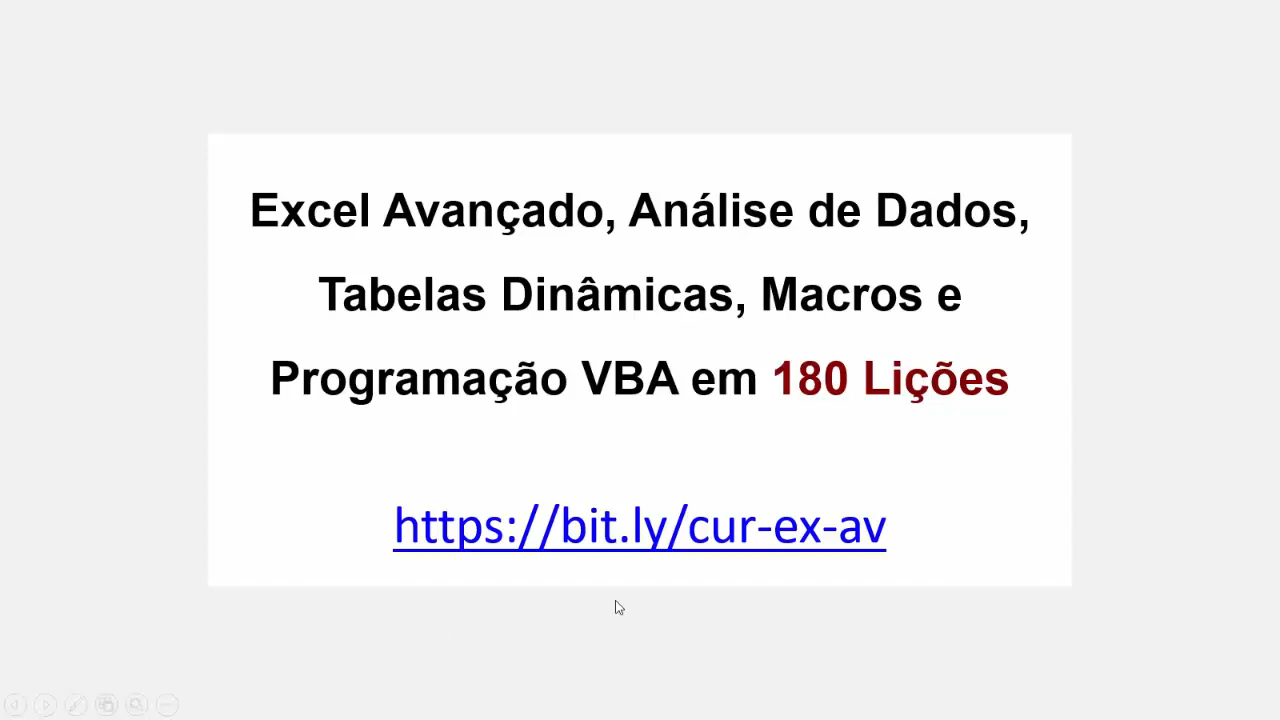 Excel Avançado, Análise de Dados,
Tabelas Dinâmicas, Macros e
Programação VBA em 180 Lições
https://bit.ly/cur-ex-av